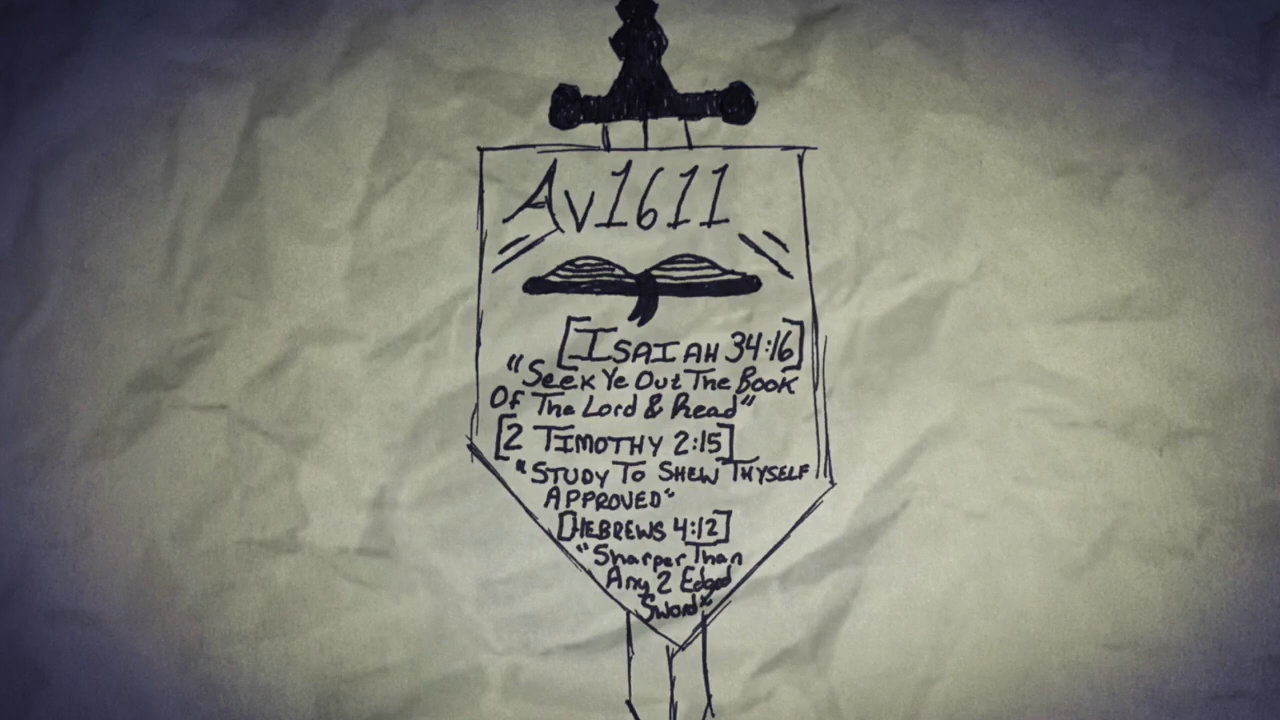 Av1611
[ISAIAH 34:16]
"Seek Ye Out The Book
Of The Lord & Read"
[2 TIMOTHY 2:15]
"STUDY TO SHEW THYSELF
APPROVED"
[HEBREWS 4:12]
"Sharper Than
Any 2 Edged
Sword"